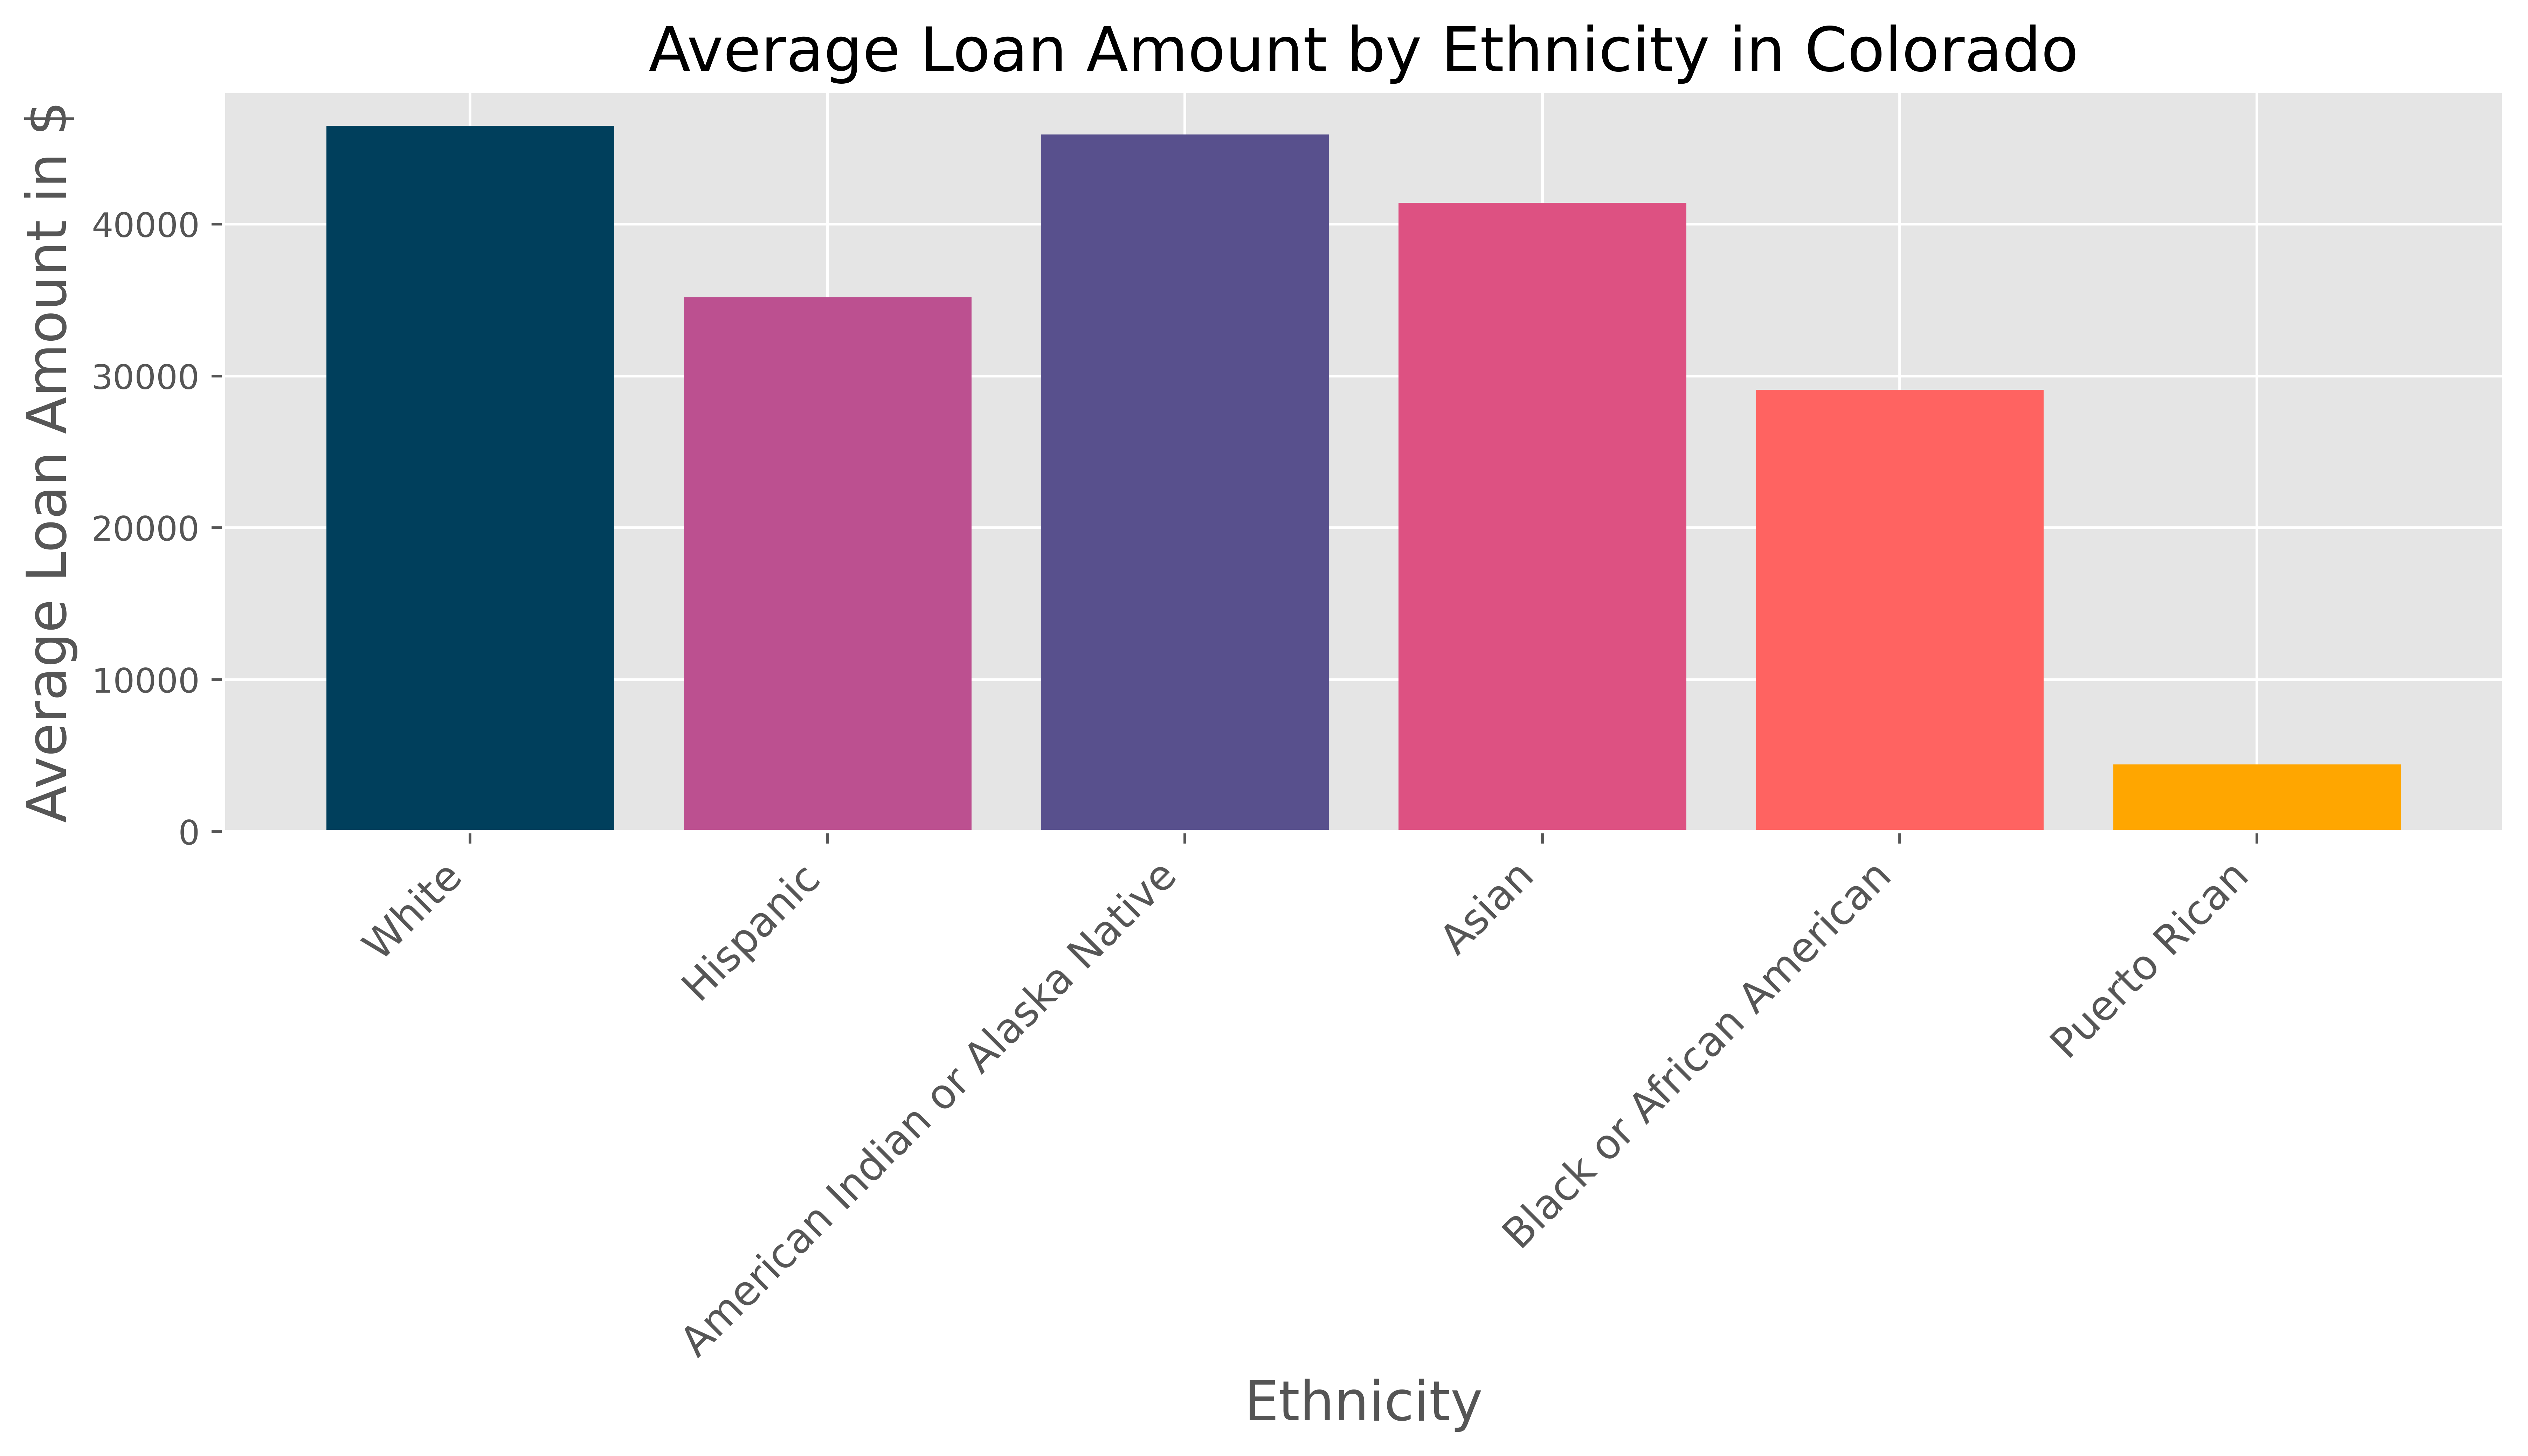 Average Loan Amount by Ethnicity in Colorado
Average Loan Amount in $
40000
30000
20000
10000
0
White
Hispanic
American Indian or Alaska Native
Asian
Black or African American
Puerto Rican
Ethnicity